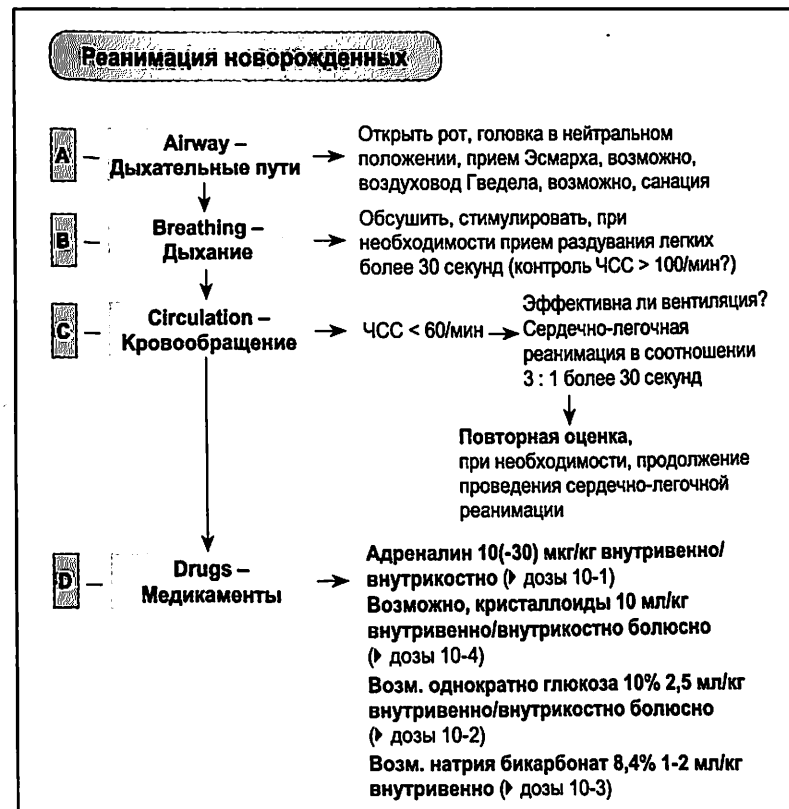 Реанимация новорожденных
A – Airway –
Дыхательные пути
Открыть рот, головка в нейтральном
положении, прием Эсмарха, возможно,
воздуховод Гведела, возможно, санация
B – Breathing –
Дыхание
Обсушить, стимулировать, при
необходимости прием раздувания легких
более 30 секунд (контроль ЧСС > 100/мин?)
C – Circulation –
Кровообращение
ЧСС < 60/мин
Эффективна ли вентиляция?
Сердечно-легочная
реанимация в соотношении
3 : 1 более 30 секунд
Повторная оценка,
при необходимости, продолжение
проведения сердечно-легочной
реанимации
D – Drugs –
Медикаменты
Адреналин 10(-30) мкг/кг внутривенно/
внутрикостно (▶ дозы 10-1)
Возможно, кристаллоиды 10 мл/кг
внутривенно/внутрикостно болюсно
(▶ дозы 10-4)
Возм. однократно глюкоза 10% 2,5 мл/кг
внутривенно/внутрикостно болюсно
(▶ дозы 10-2)
Возм. натрия бикарбонат 8,4% 1-2 мл/кг
внутривенно (▶ дозы 10-3)